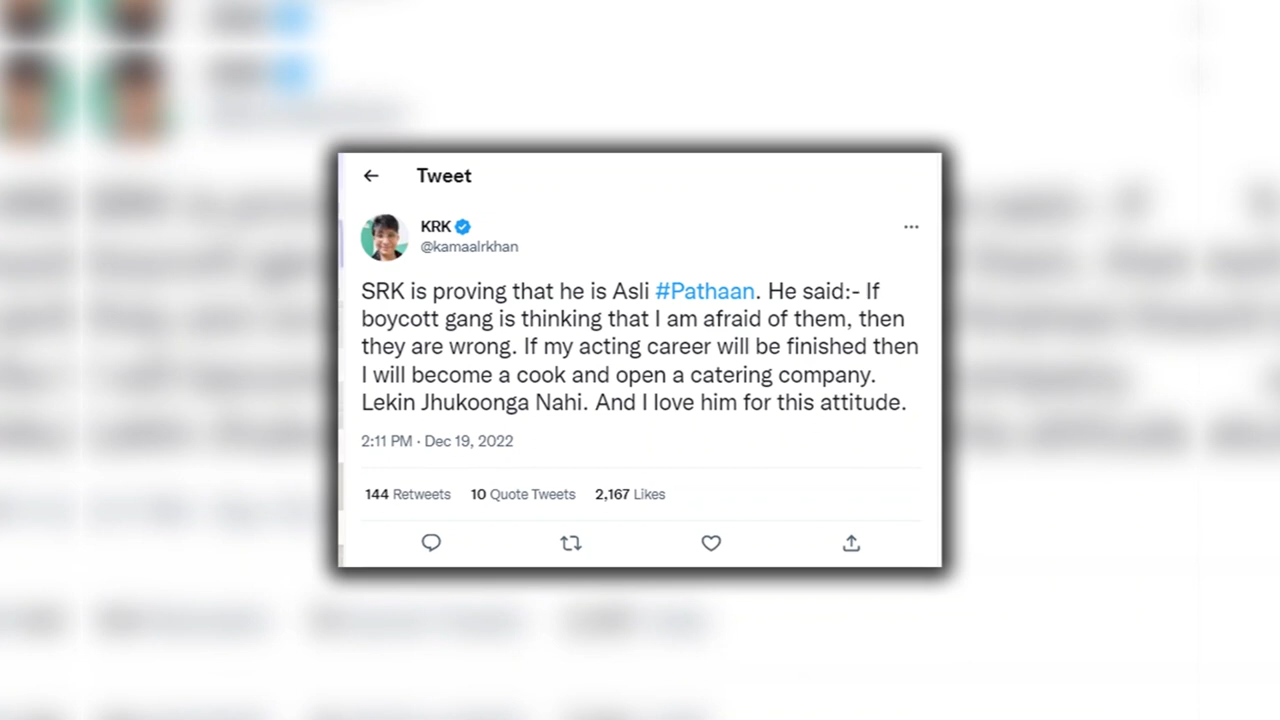 Tweet
KRK
@kamaalrkhan
SRK is proving that he is Asli #Pathaan. He said:- If
boycott gang is thinking that I am afraid of them, then
they are wrong. If my acting career will be finished then
I will become a cook and open a catering company.
Lekin Jhukoonga Nahi. And I love him for this attitude.
2:11 PM · Dec 19, 2022
144 Retweets 10 Quote Tweets 2,167 Likes